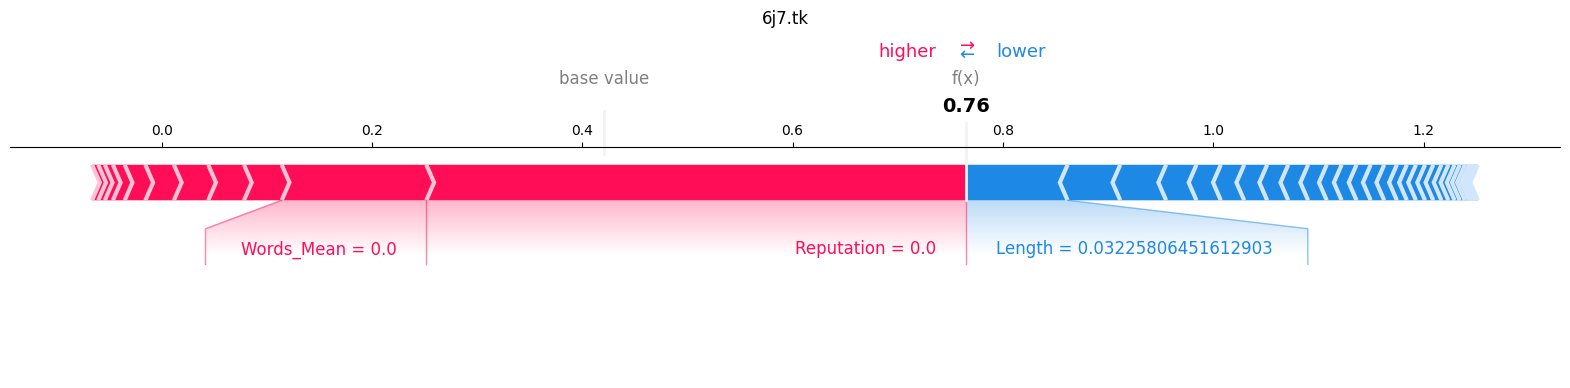 6j7.tk
higher ⇄ lower
base value f(x)
0.76
0.0 0.2 0.4 0.6 0.8 1.0 1.2
Words_Mean = 0.0 Reputation = 0.0 Length = 0.03225806451612903